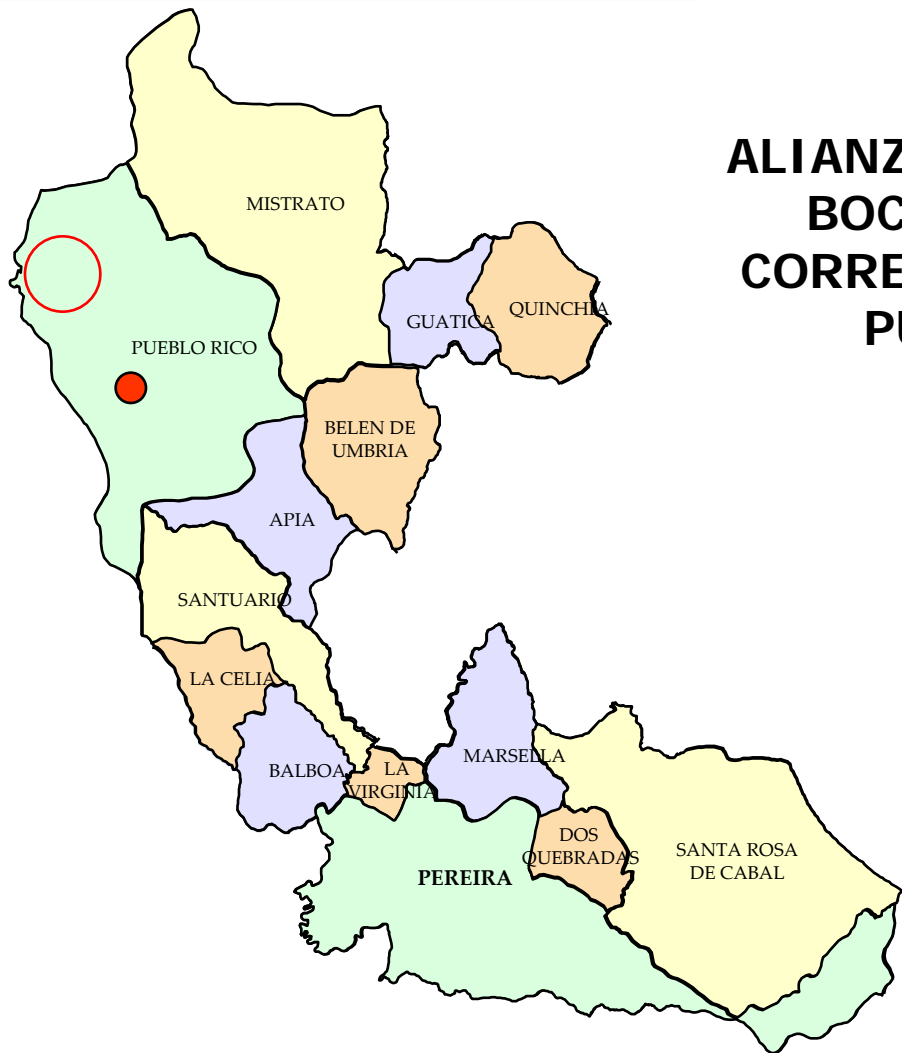 ALIANZ
BOC
CORRE
PU
MISTRATO
GUATICA
QUINCHIA
PUEBLO RICO
BELEN DE
UMBRIA
APIA
SANTUARIO
LA CELIA
BALBOA
LA
VIRGINIA
MARSELLA
DOS
QUEBRADAS
SANTA ROSA
DE CABAL
PEREIRA